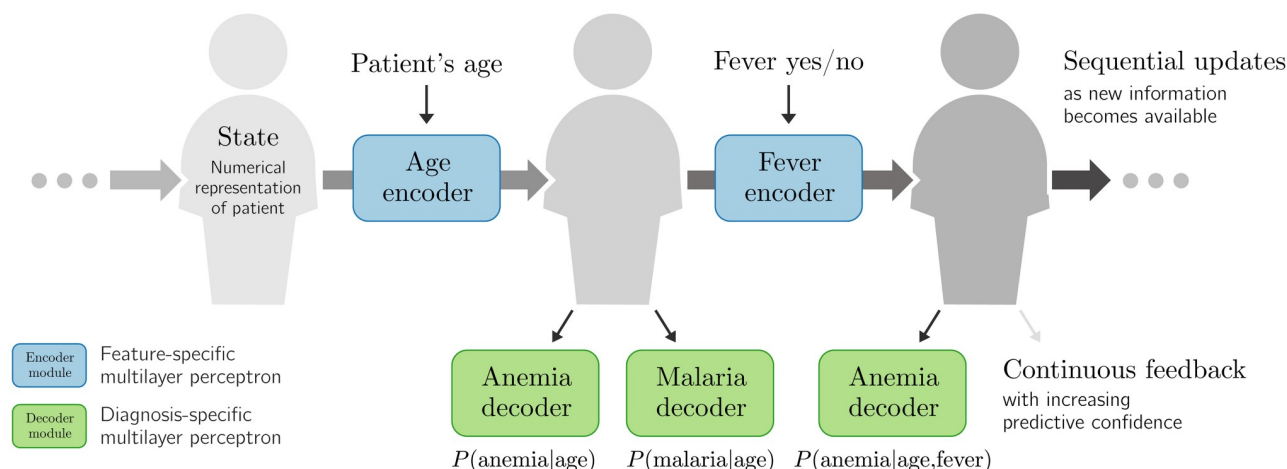 Patient's age
Fever yes/no
Sequential updates
as new information
becomes available
State
Numerical
representation
of patient
Age
encoder
Fever
encoder
Encoder
module
Feature-specific
multilayer perceptron
Decoder
module
Diagnosis-specific
multilayer perceptron
Anemia
decoder
Malaria
decoder
Anemia
decoder
Continuous feedback
with increasing
predictive confidence
P(anemia|age)
P(malaria|age)
P(anemia|age,fever)